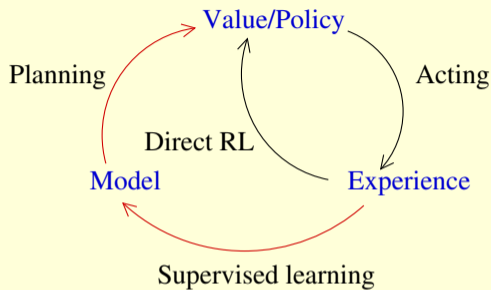 Value/Policy
Planning
Acting
Direct RL
Model
Experience
Supervised learning